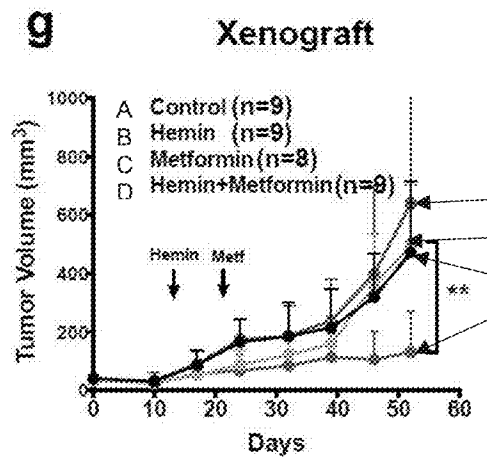 g
Xenograft
1000
A Control (n=9)
B Hemin (n=9)
800
C Metformin (n=8)
D Hemin+Metformin (n=9)
600
Hemin Metf
400
**
200
0
0 10 20 30 40 50 60
Tumor Volume (mm³)
Days